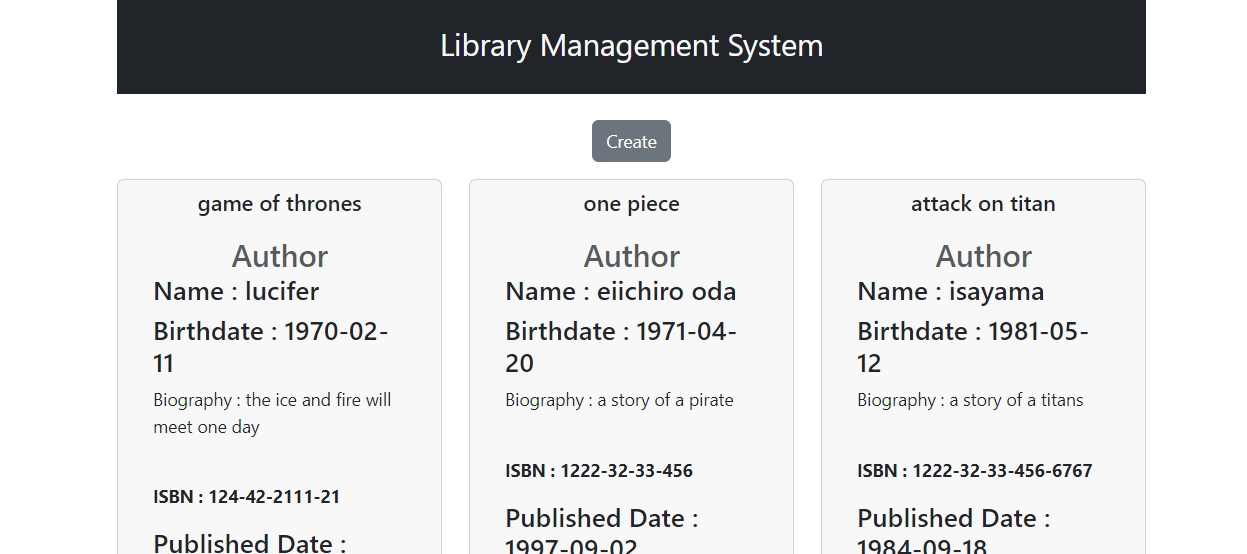 Library Management System
Create
game of thrones
Author
Name : lucifer
Birthdate : 1970-02-
11
Biography : the ice and fire will
meet one day
ISBN : 124-42-2111-21
Published Date :
one piece
Author
Name : eiichiro oda
Birthdate : 1971-04-
20
Biography : a story of a pirate
ISBN : 1222-32-33-456
Published Date :
1997-09-02
attack on titan
Author
Name : isayama
Birthdate : 1981-05-
12
Biography : a story of a titans
ISBN : 1222-32-33-456-6767
Published Date :
1984-09-18